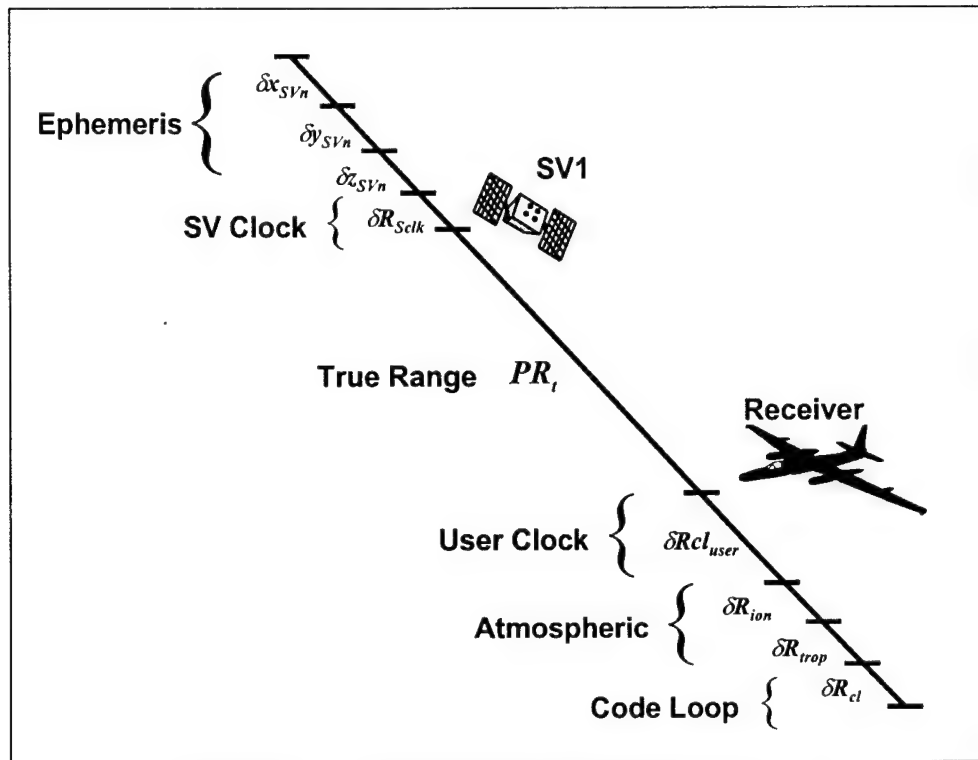 δx_SVn
Ephemeris {
δy_SVn
δz_SVn
SV1
SV Clock { δR_Sclk
True Range PR_t
Receiver
User Clock { δRcl_user
δR_ion
Atmospheric {
δR_trop
Code Loop { δR_cl